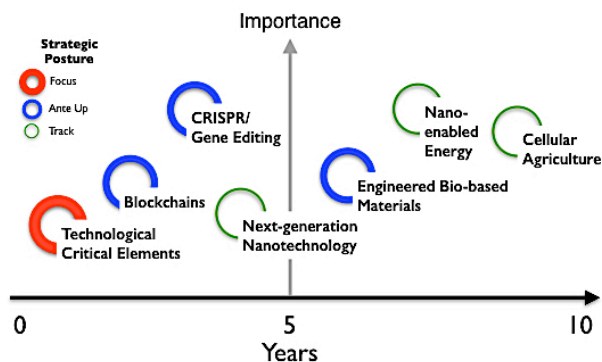 Importance
Strategic
Posture
Focus
Ante Up
Track
CRISPR/
Gene Editing
Nano-
enabled
Energy
Cellular
Agriculture
Blockchains
Engineered Bio-based
Materials
Technological
Critical Elements
Next-generation
Nanotechnology
0
5
10
Years